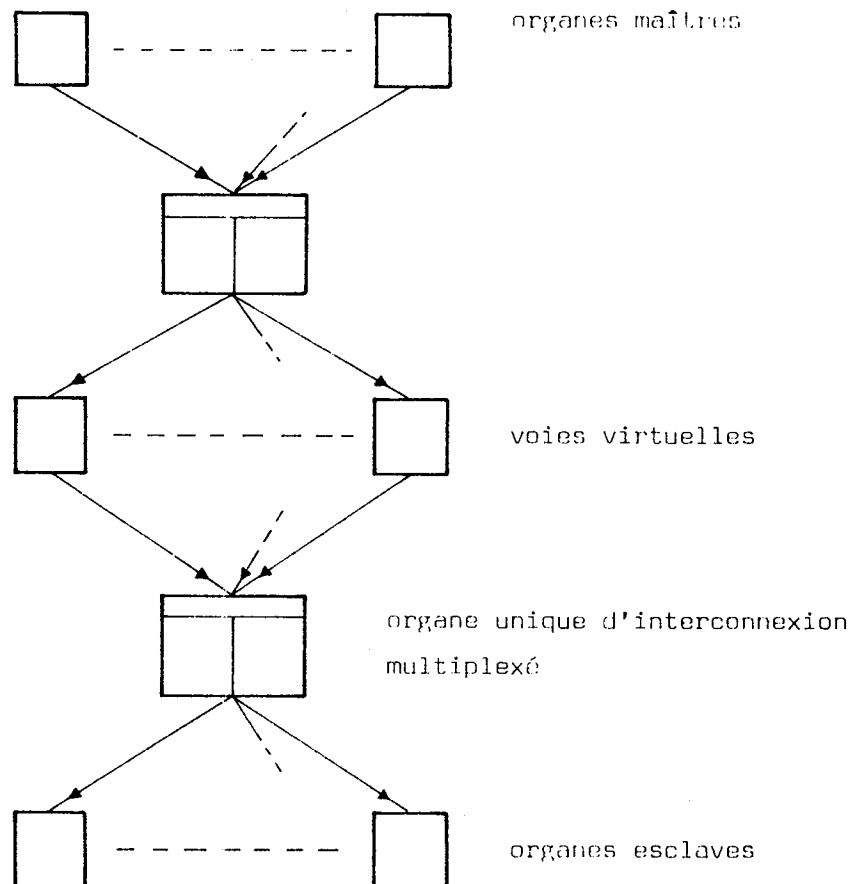 organes maîtres
voies virtuelles
organe unique d'interconnexion
multiplexé
organes esclaves